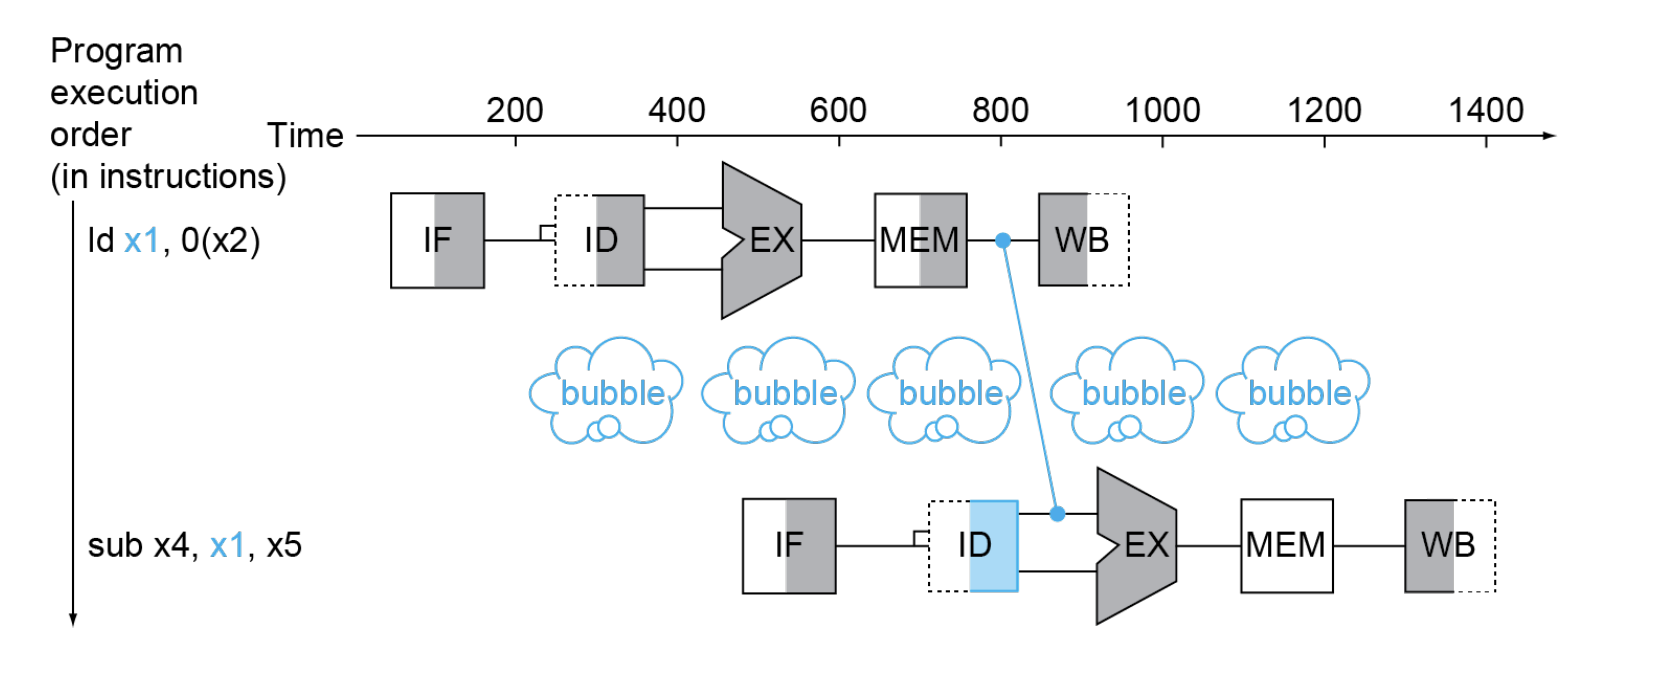 Program
execution
order
(in instructions)
Time
200 400 600 800 1000 1200 1400
ld x1, 0(x2)
IF ID EX MEM WB
bubble bubble bubble bubble bubble
sub x4, x1, x5
IF ID EX MEM WB